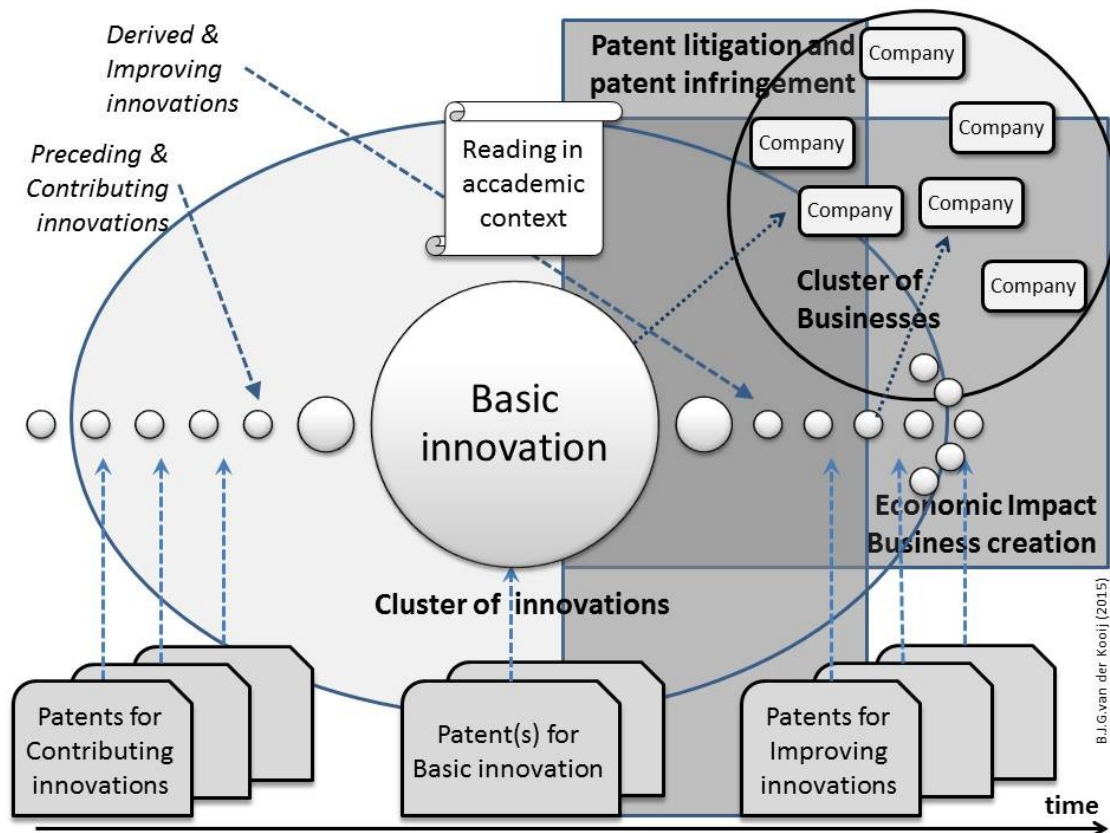 Derived &
Improving
innovations
Preceding &
Contributing
innovations
Reading in
accademic
context
Patent litigation and
patent infringement
Company
Company
Company
Company
Company
Company
Cluster of
Businesses
Basic
innovation
Economic Impact
Business creation
Cluster of innovations
Patents for
Contributing
innovations
Patent(s) for
Basic innovation
Patents for
Improving
innovations
B.J.G.van der Kooij (2015)
time